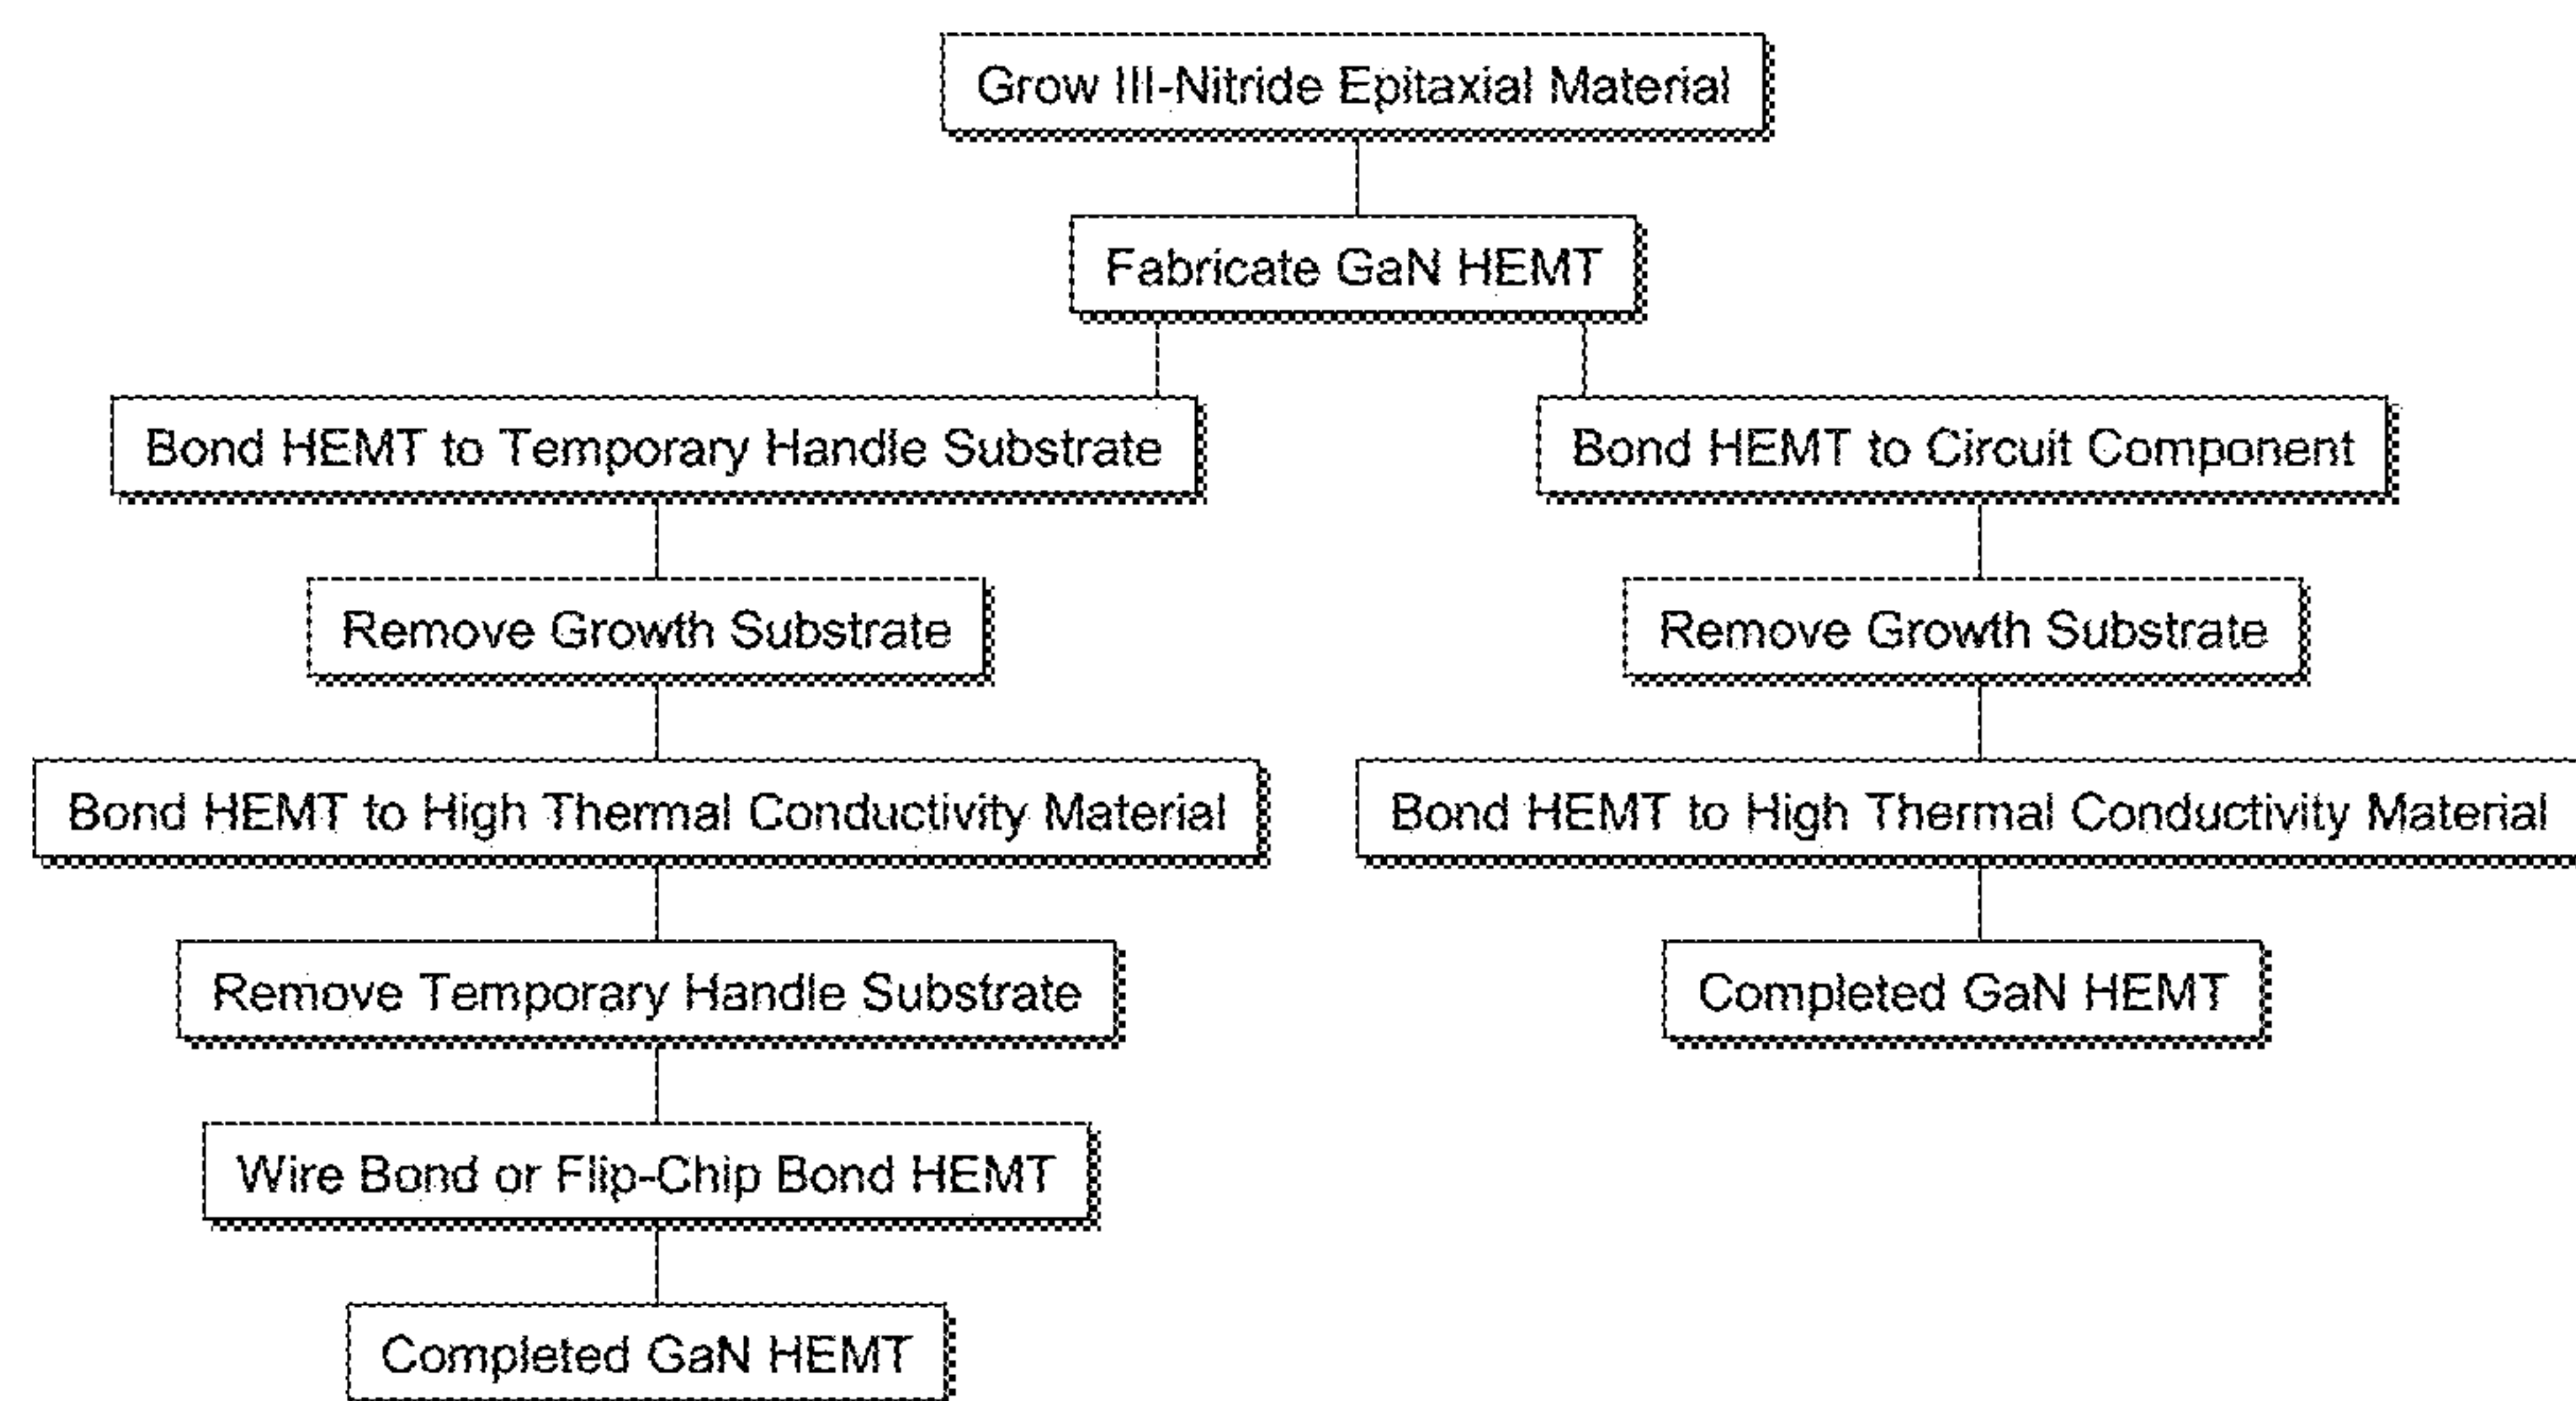 Grow III-Nitride Epitaxial Material
Fabricate GaN HEMT
Bond HEMT to Temporary Handle Substrate
Bond HEMT to Circuit Component
Remove Growth Substrate
Remove Growth Substrate
Bond HEMT to High Thermal Conductivity Material
Bond HEMT to High Thermal Conductivity Material
Remove Temporary Handle Substrate
Completed GaN HEMT
Wire Bond or Flip-Chip Bond HEMT
Completed GaN HEMT